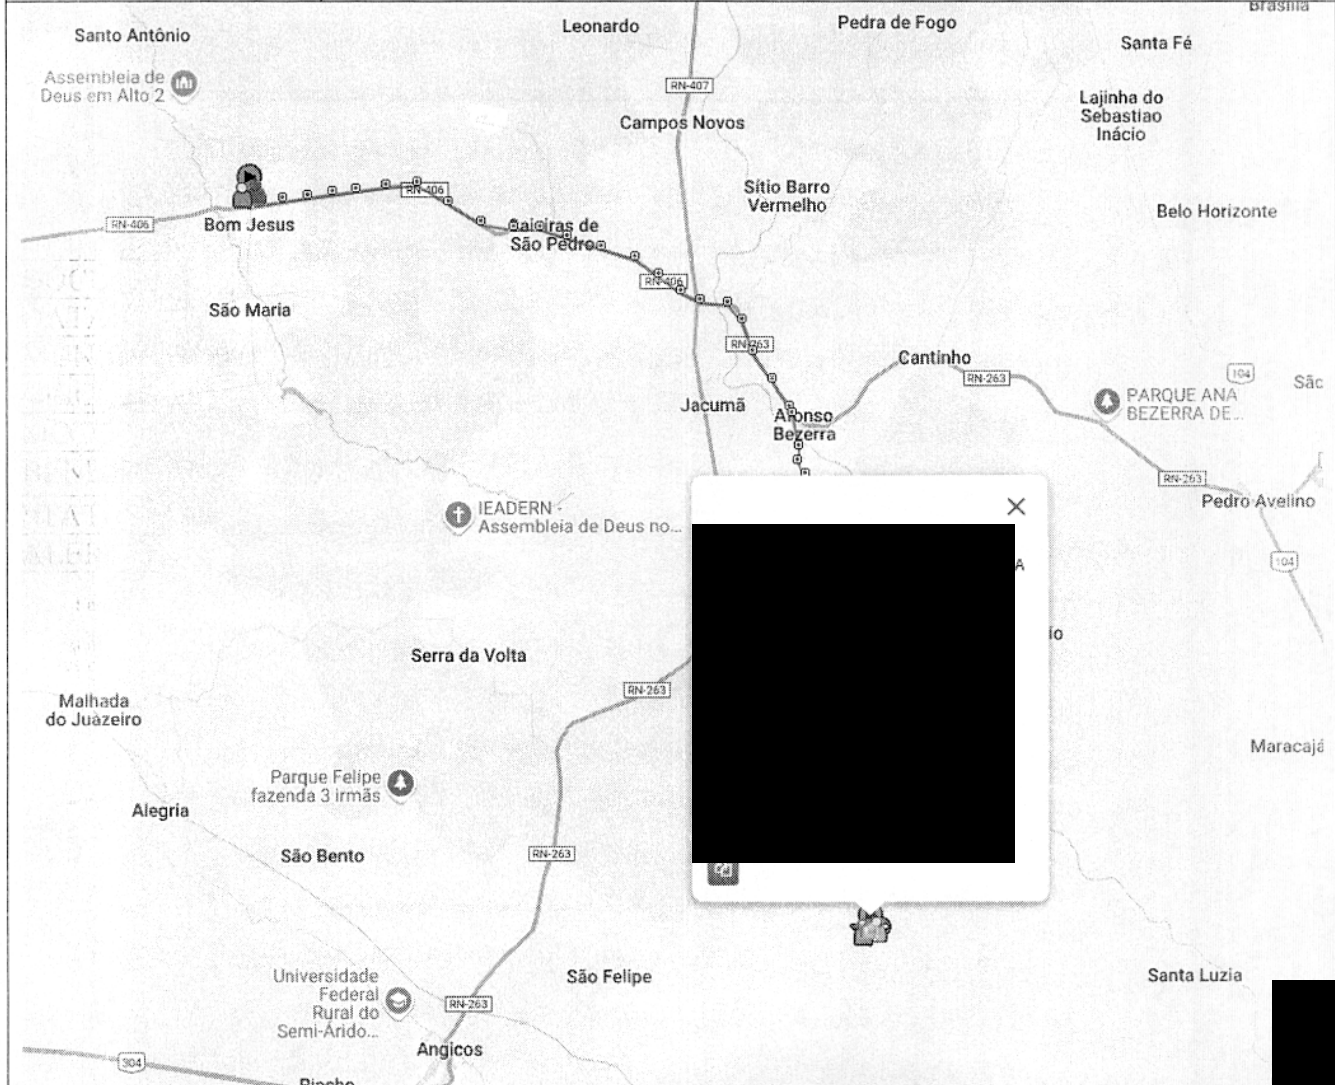 Brasília
Leonardo
Pedra de Fogo
Santo Antônio
Santa Fé
Assembleia de
Deus em Alto 2
RN-407
Lajinha do
Sebastiao
Inácio
Campos Novos
Sítio Barro
Vermelho
RN-406
Belo Horizonte
RN-406
Bom Jesus
Baleiras de
São Pedro
RN-406
São Maria
RN-263
Cantinho
RN-263
104
São
Jacumã
PARQUE ANA
BEZERRA DE...
Afonso
Bezerra
RN-263
Pedro Avelino
IEADERN -
Assembleia de Deus no...
104
A
io
Serra da Volta
RN-263
Malhada
do Juazeiro
Maracajá
Parque Felipe
fazenda 3 irmãs
Alegria
São Bento
RN-263
Universidade
Federal
Rural do
Semi-Árido...
São Felipe
Santa Luzia
RN-263
Angicos
304
Riacho